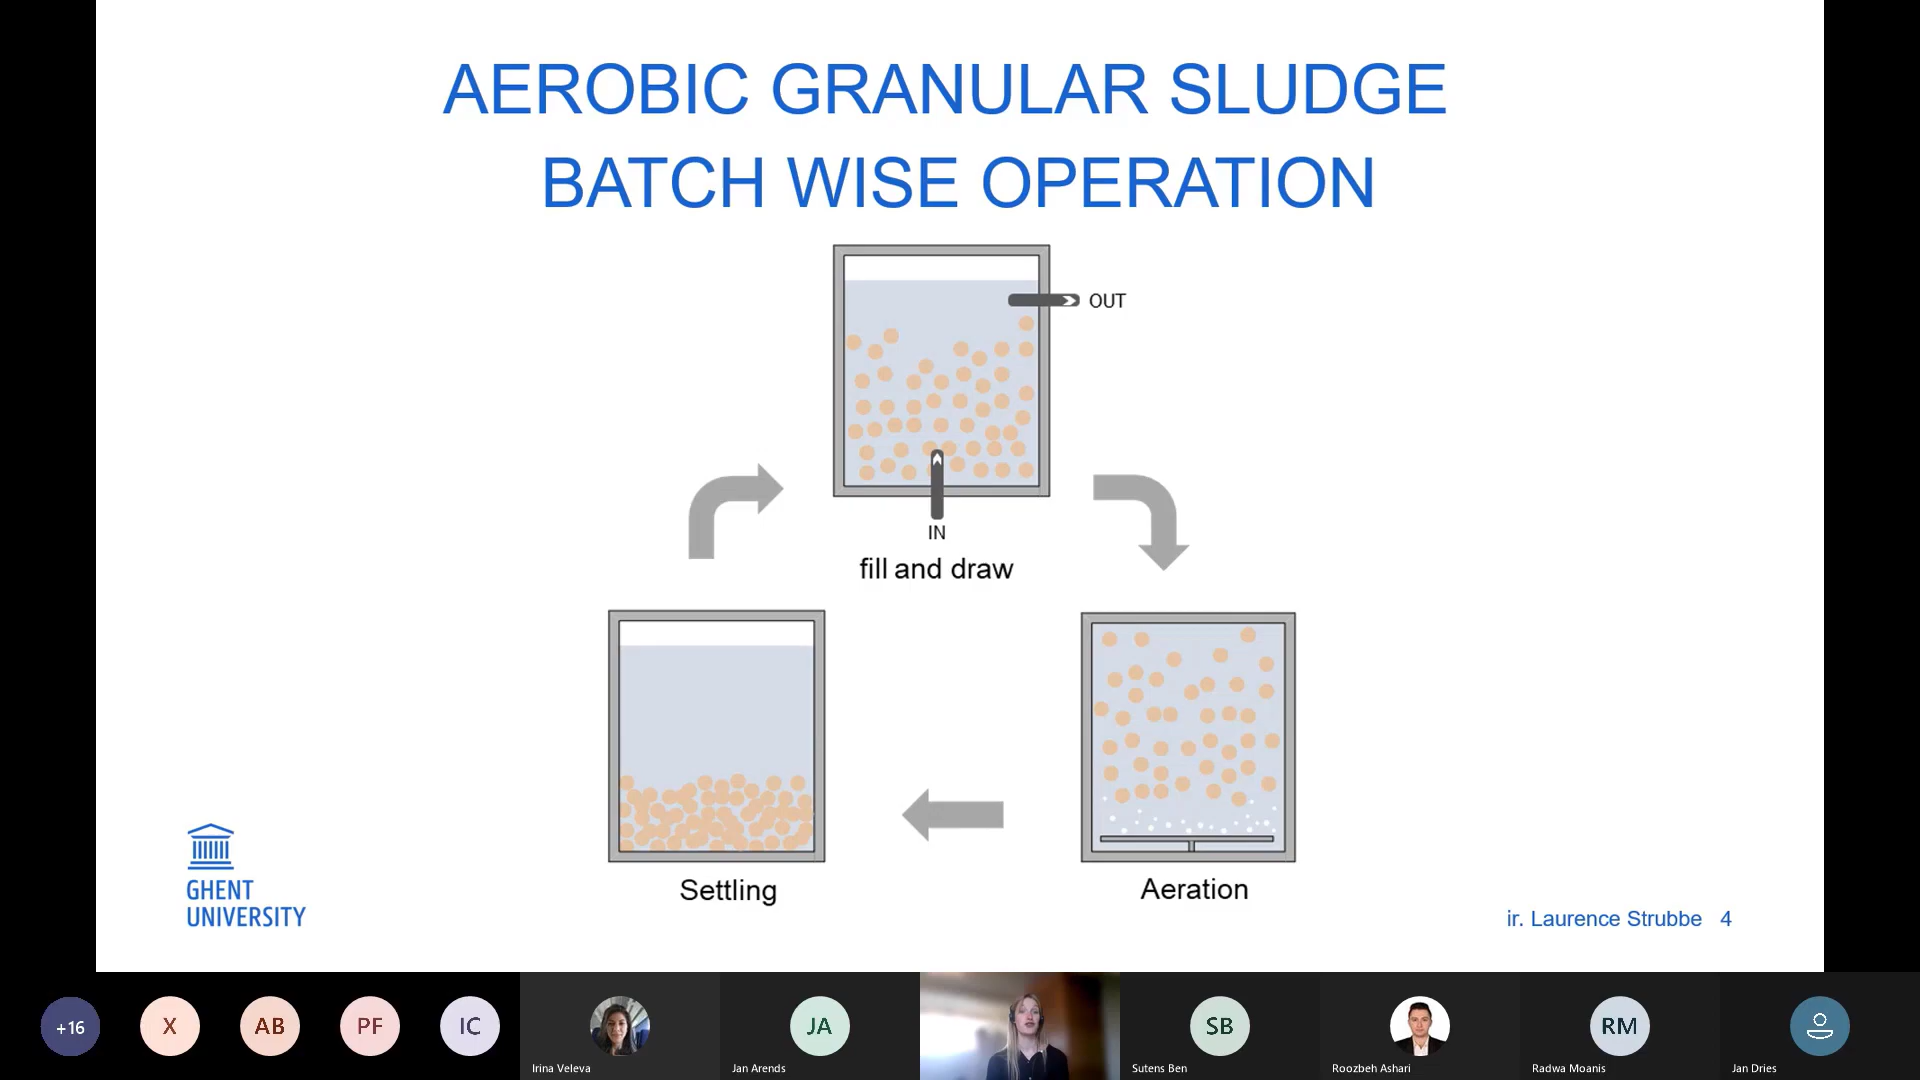 AEROBIC GRANULAR SLUDGE
BATCH WISE OPERATION
OUT
IN
fill and draw
Settling
Aeration
GHENT
UNIVERSITY
ir. Laurence Strubbe 4
+16
X
AB
PF
IC
Irina Veleva
JA
Jan Arends
SB
Sutens Ben
Roozbeh Ashari
RM
Radwa Moanis
Jan Dries